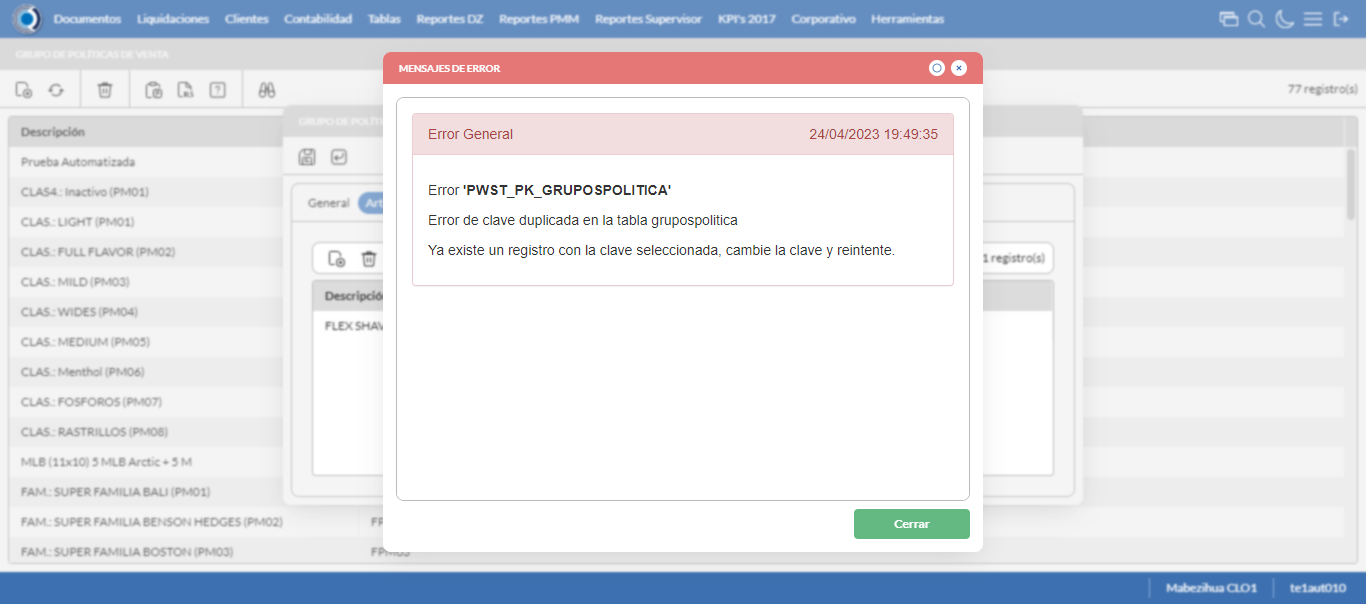 Documentos Liquidaciones Clientes Contabilidad Tablas Reportes DZ Reportes PMM Reportes Supervisor KPI's 2017 Corporativo Herramientas
GRUPO DE POLÍTICAS DE VENTA
MENSAJES DE ERROR
77 registro(s)
Error General 24/04/2023 19:49:35
Error 'PWST_PK_GRUPOSPOLITICA'
Error de clave duplicada en la tabla grupospolitica
Ya existe un registro con la clave seleccionada, cambie la clave y reintente.
Cerrar
GRUPO DE POLÍTI
General Art
1 registro(s)
Descripció
FLEX SHAV
Descripción
Prueba Automatizada
CLAS4.: Inactivo (PM01)
CLAS.: LIGHT (PM01)
CLAS.: FULL FLAVOR (PM02)
CLAS.: MILD (PM03)
CLAS.: WIDES (PM04)
CLAS.: MEDIUM (PM05)
CLAS.: Menthol (PM06)
CLAS.: FOSFOROS (PM07)
CLAS.: RASTRILLOS (PM08)
MLB (11x10) 5 MLB Arctic + 5 M
FAM.: SUPER FAMILIA BALI (PM01)
FAM.: SUPER FAMILIA BENSON HEDGES (PM02) FP
FAM.: SUPER FAMILIA BOSTON (PM03) FPM03
Mabezihua CLO1 te1aut010